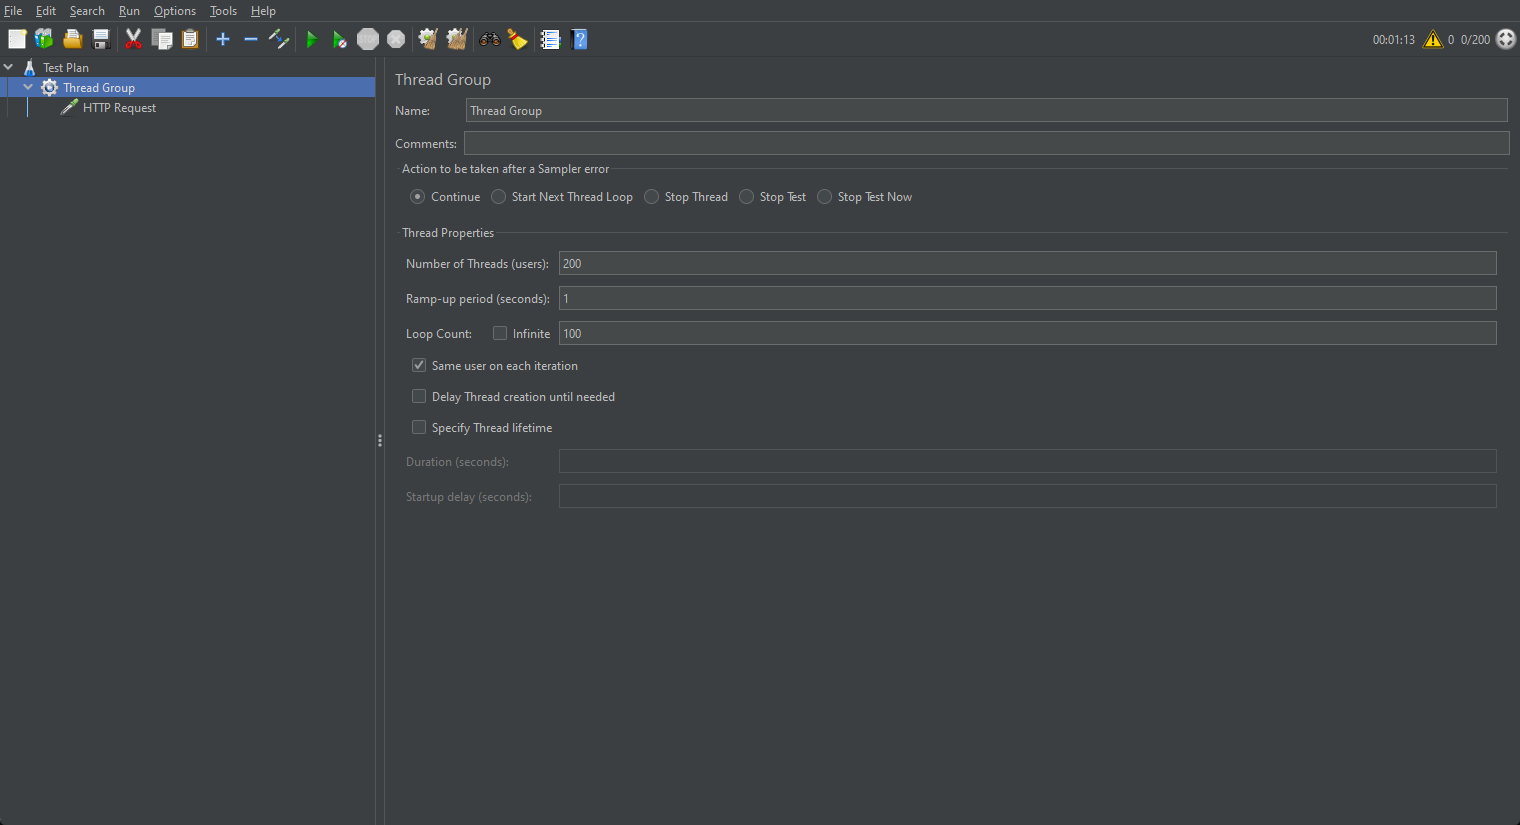 File Edit Search Run Options Tools Help
00:01:13 0 0/200
Test Plan
Thread Group
HTTP Request
Thread Group
Name: Thread Group
Comments:
Action to be taken after a Sampler error
Continue Start Next Thread Loop Stop Thread Stop Test Stop Test Now
Thread Properties
Number of Threads (users): 200
Ramp-up period (seconds): 1
Loop Count: Infinite 100
Same user on each iteration
Delay Thread creation until needed
Specify Thread lifetime
Duration (seconds):
Startup delay (seconds):